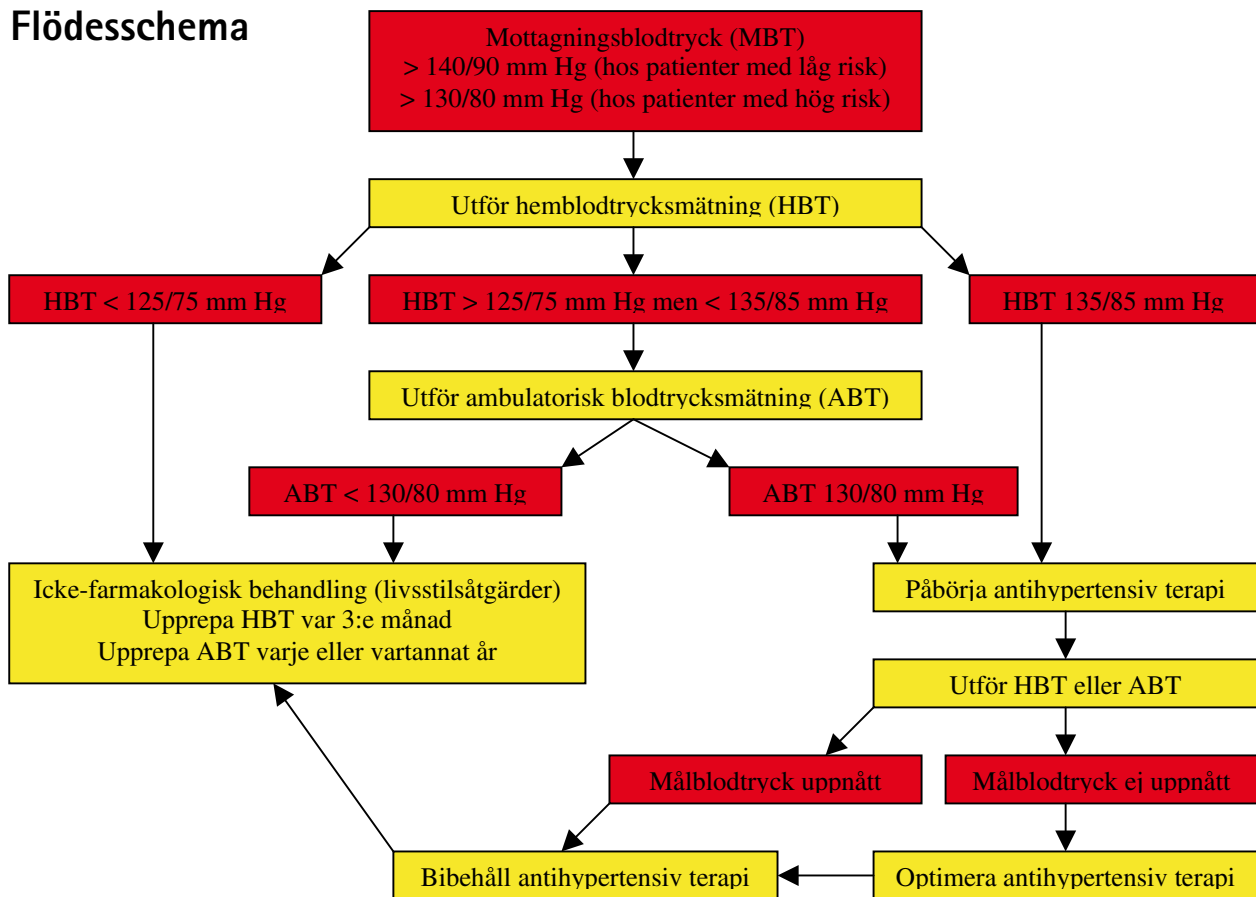 Flödesschema
Mottagningsblodtryck (MBT)
> 140/90 mm Hg (hos patienter med låg risk)
> 130/80 mm Hg (hos patienter med hög risk)
Utför hemblodtrycksmätning (HBT)
HBT < 125/75 mm Hg
HBT > 125/75 mm Hg men < 135/85 mm Hg
HBT 135/85 mm Hg
Utför ambulatorisk blodtrycksmätning (ABT)
ABT < 130/80 mm Hg
ABT 130/80 mm Hg
Icke-farmakologisk behandling (livsstilsåtgärder)
Upprepa HBT var 3:e månad
Upprepa ABT varje eller vartannat år
Påbörja antihypertensiv terapi
Utför HBT eller ABT
Målblodtryck uppnått
Målblodtryck ej uppnått
Bibehåll antihypertensiv terapi
Optimera antihypertensiv terapi